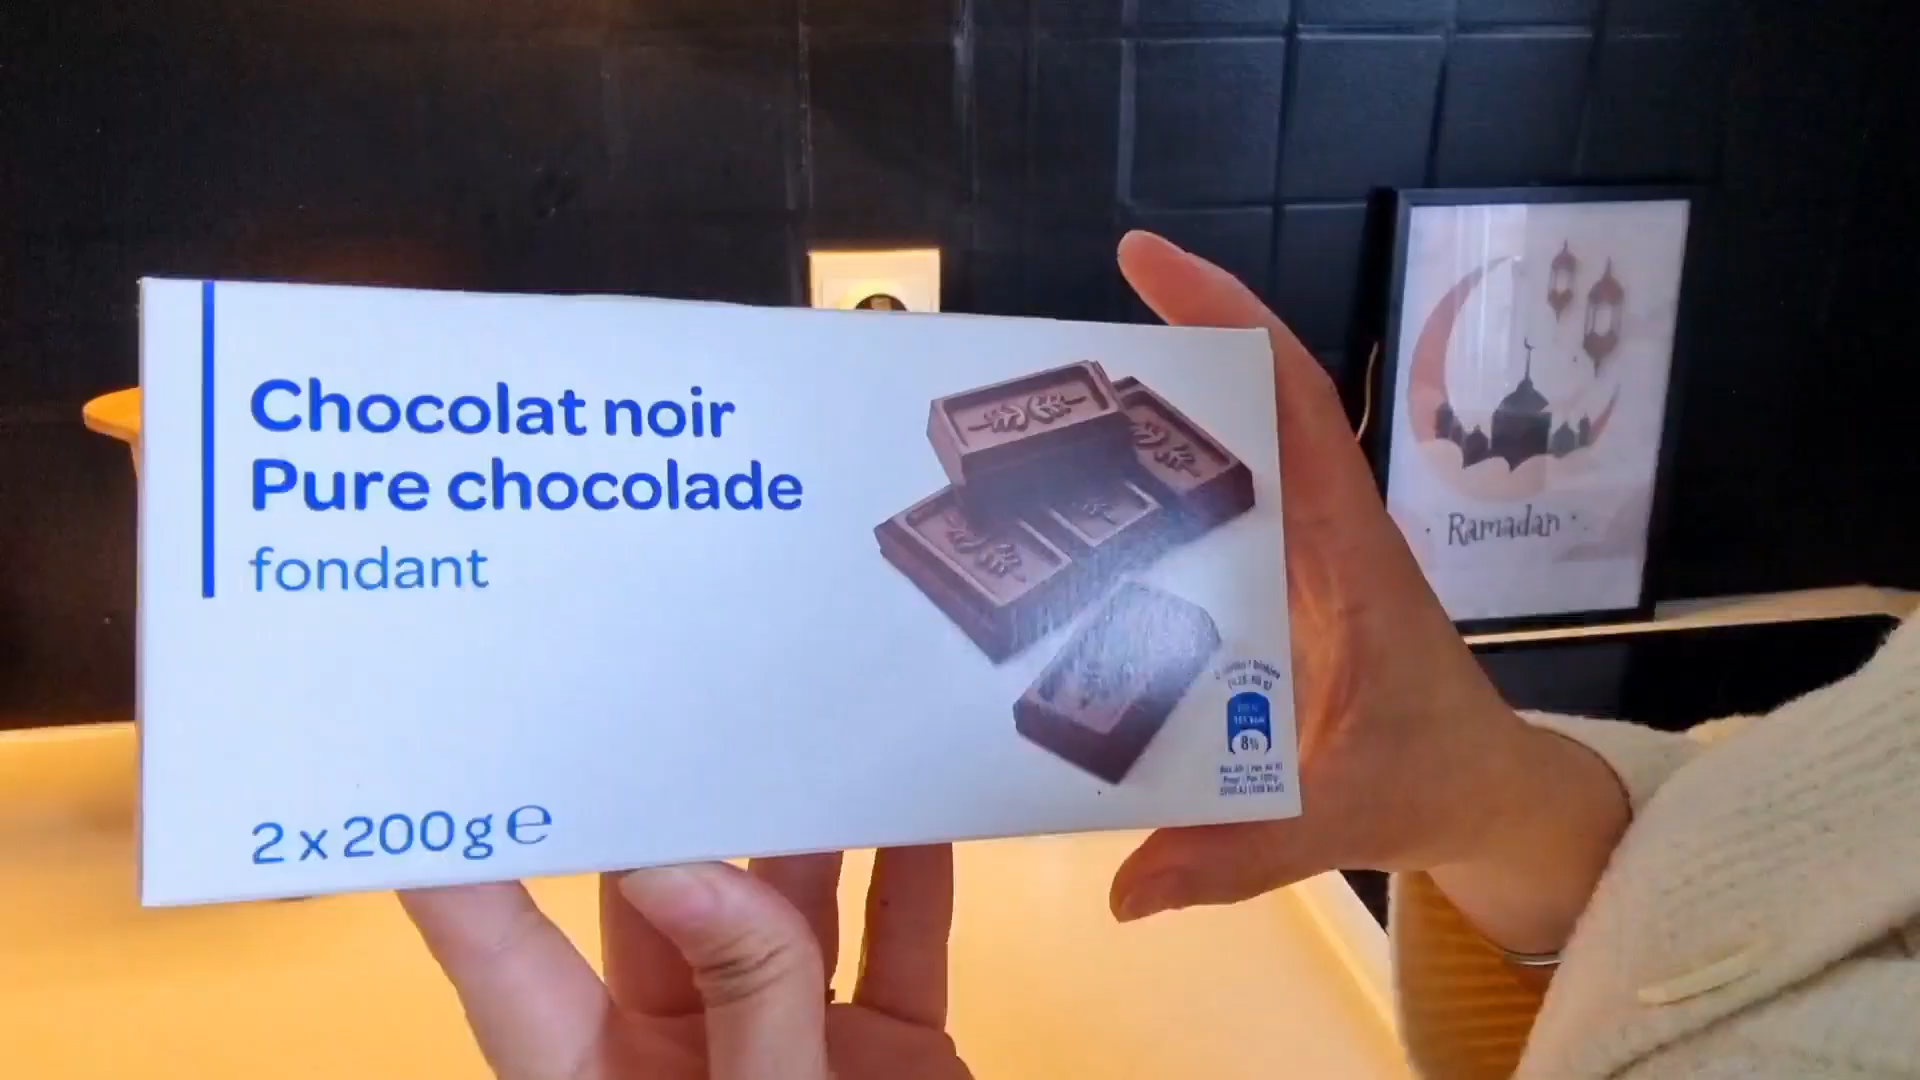 Chocolat noir
Pure chocolade
fondant
2 x 200g e
8%
Ramadan